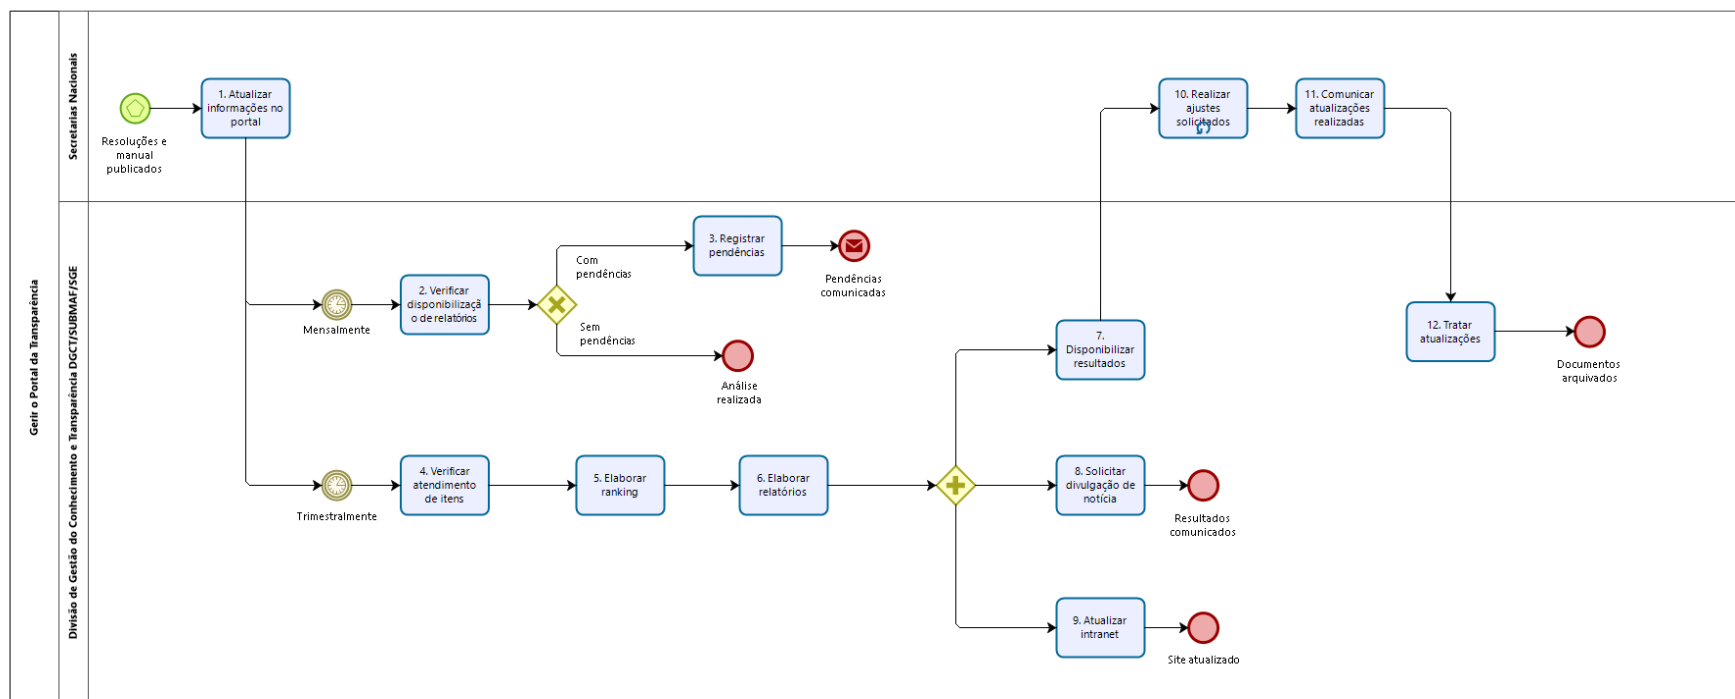 Gerir o Portal da Transparência
Secretarias Nacionais
Resoluções e
manual
publicados
1. Atualizar
informações no
portal
10. Realizar
ajustes
solicitados
11. Comunicar
atualizações
realizadas
Divisão de Gestão do Conhecimento e Transparência DGCT/SUBMAF/SGE
Mensalmente
2. Verificar
disponibilizaçã
o de relatórios
Com
pendências
3. Registrar
pendências
Pendências
comunicadas
Sem
pendências
Análise
realizada
Trimestralmente
4. Verificar
atendimento
de itens
5. Elaborar
ranking
6. Elaborar
relatórios
7.
Disponibilizar
resultados
12. Tratar
atualizações
Documentos
arquivados
8. Solicitar
divulgação de
notícia
Resultados
comunicados
9. Atualizar
intranet
Site atualizado